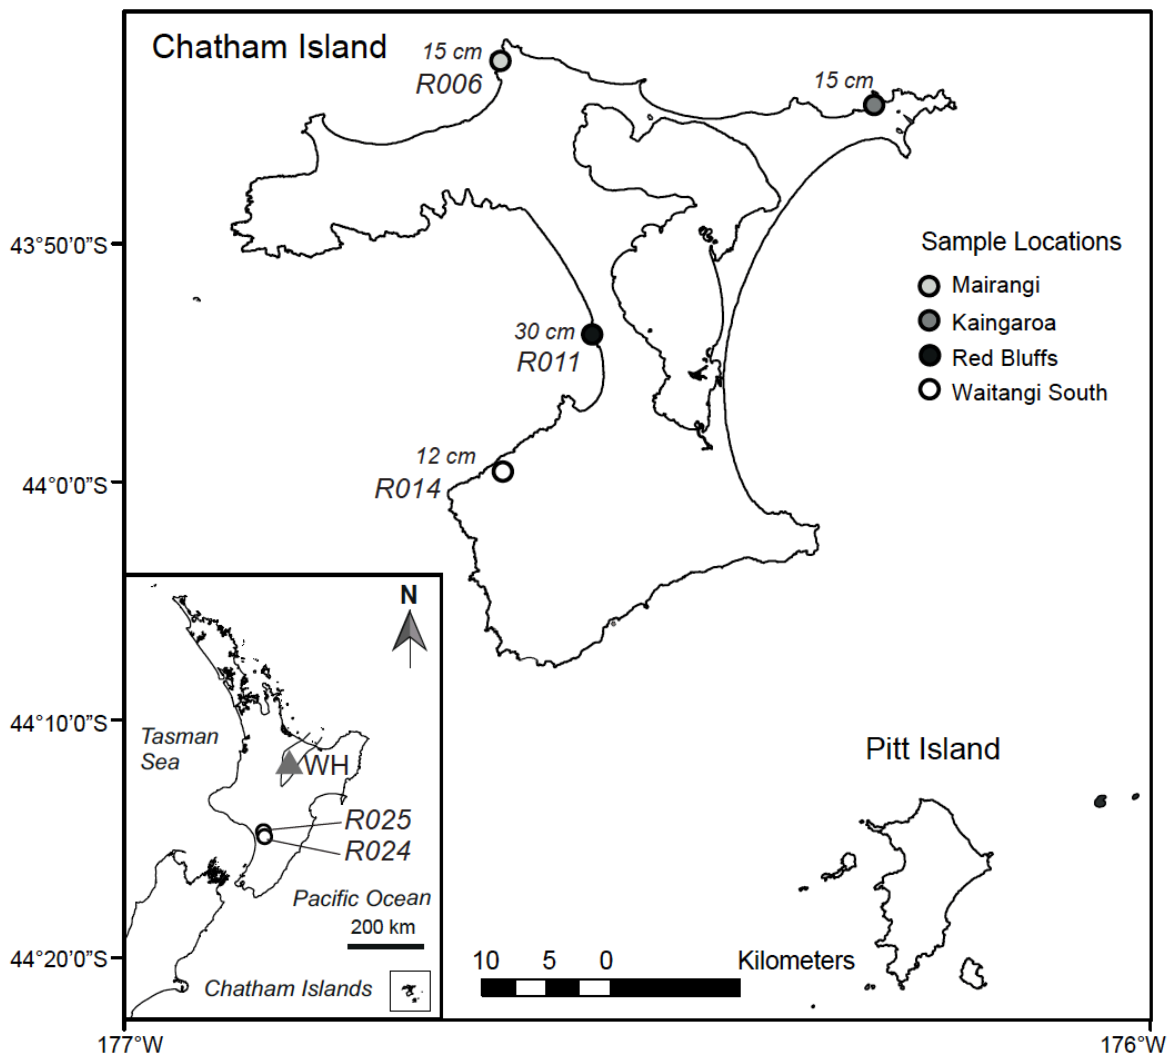 Chatham Island
15 cm
R006
15 cm
43°50'0"S
Sample Locations
Mairangi
Kaingaroa
Red Bluffs
Waitangi South
30 cm
R011
12 cm
R014
44°0'0"S
N
Tasman
Sea
WH
R025
R024
Pacific Ocean
200 km
Chatham Islands
44°10'0"S
Pitt Island
10 5 0 Kilometers
44°20'0"S
177°W
176°W